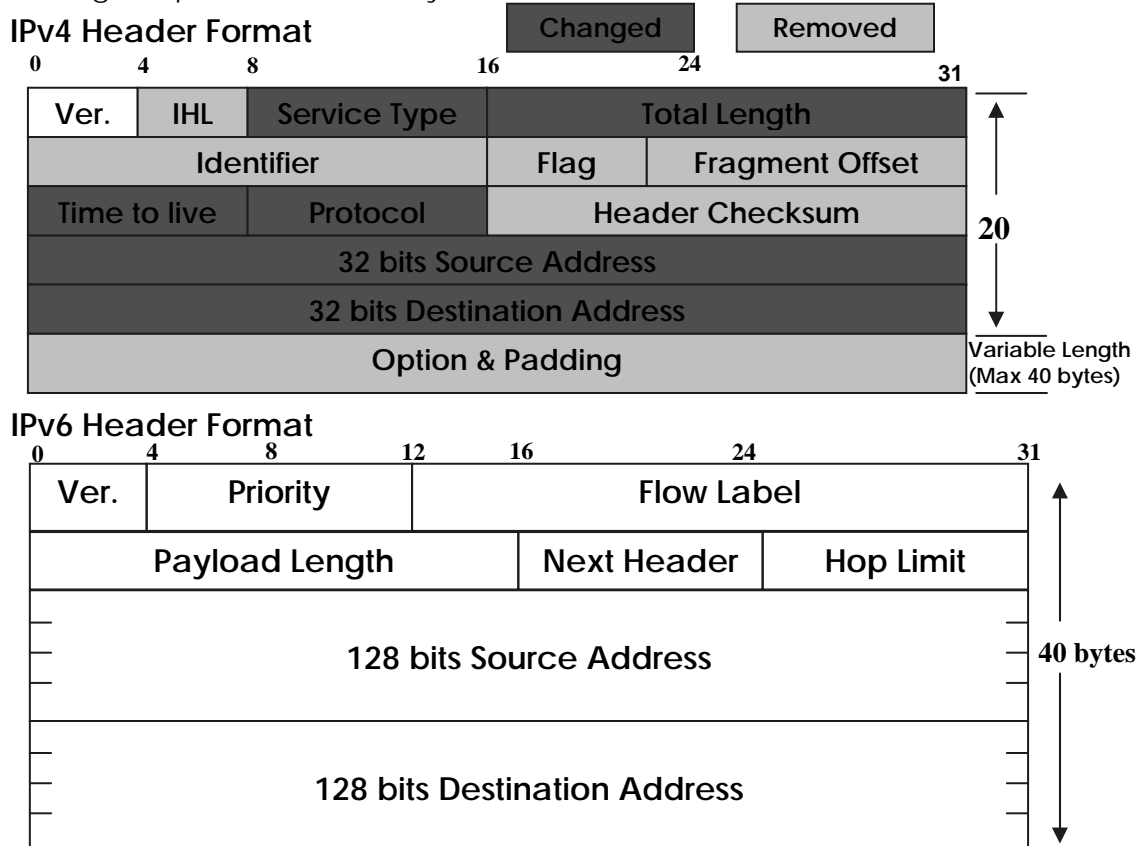 IPv4 Header Format
Changed Removed
0 4 8 16 24 31
Ver. IHL Service Type Total Length
Identifier Flag Fragment Offset
Time to live Protocol Header Checksum
20
32 bits Source Address
32 bits Destination Address
Option & Padding
Variable Length
(Max 40 bytes)
IPv6 Header Format
0 4 8 12 16 24 31
Ver. Priority Flow Label
Payload Length Next Header Hop Limit
128 bits Source Address
40 bytes
128 bits Destination Address